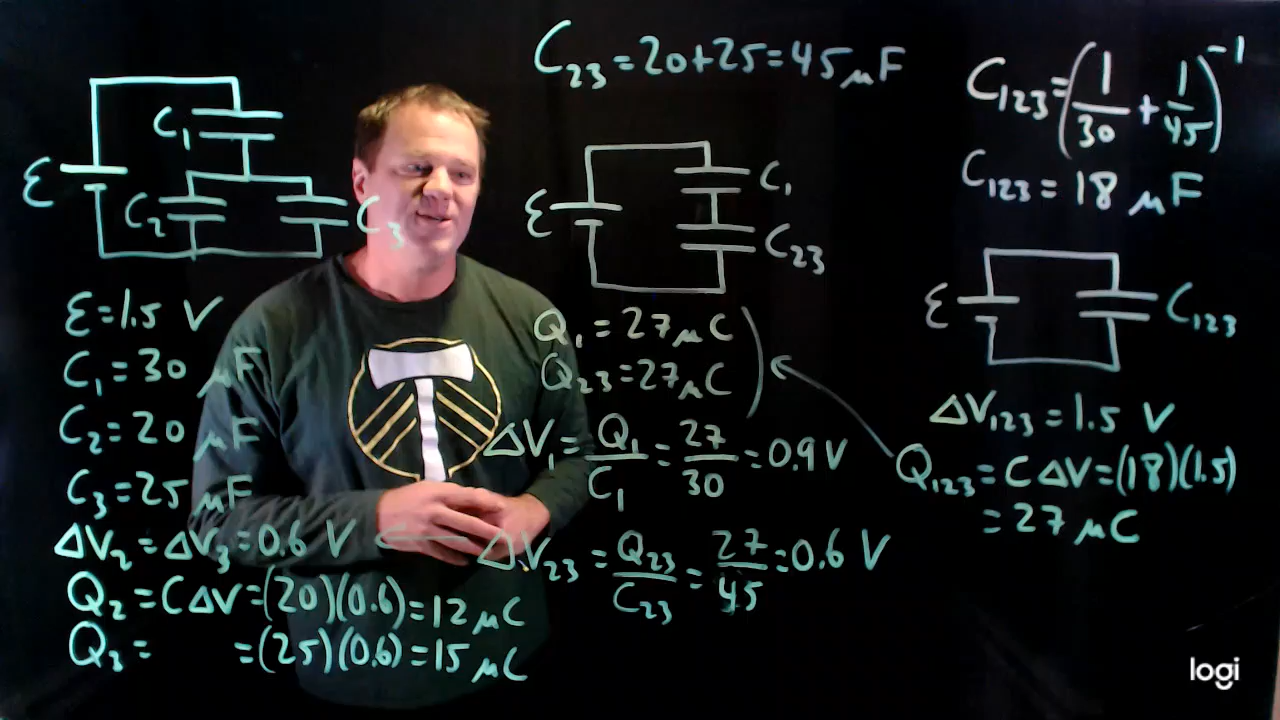 C₂₃ = 20+25 = 45 μF
C₁
ℰ
C₂
C₃
ℰ = 1.5 V
C₁ = 30 μF
C₂ = 20 μF
C₃ = 25 μF
ΔV₂ = ΔV₃ = 0.6 V
Q₂ = C ΔV = (20)(0.6) = 12 μC
Q₃ = = (25)(0.6) = 15 μC
ℰ
C₁
C₂₃
Q₁ = 27 μC
Q₂₃ = 27 μC
ΔV₁ = Q₁/C₁ = 27/30 = 0.9 V
ΔV₂₃ = Q₂₃/C₂₃ = 27/45 = 0.6 V
C₁₂₃ = (1/30 + 1/45)⁻¹
C₁₂₃ = 18 μF
ℰ
C₁₂₃
ΔV₁₂₃ = 1.5 V
Q₁₂₃ = C ΔV = (18)(1.5)
= 27 μC
logi